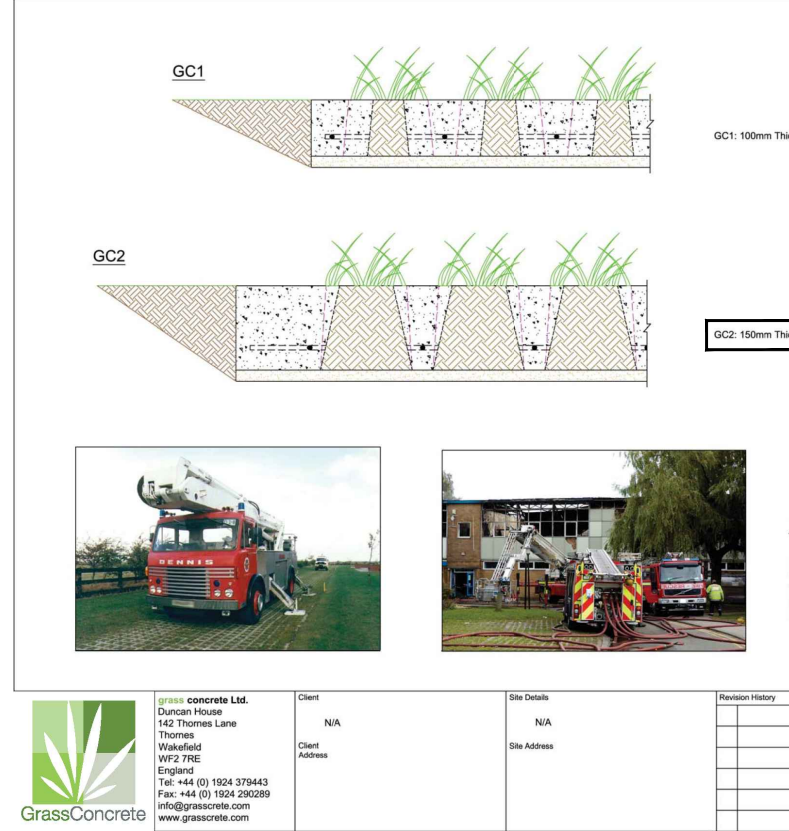 GC1
GC1: 100mm Thi
GC2
GC2: 150mm Thi
DENNIS
GrassConcrete
grass concrete Ltd.
Duncan House
142 Thornes Lane
Thornes
Wakefield
WF2 7RE
England
Tel: +44 (0) 1924 379443
Fax: +44 (0) 1924 290289
info@grasscrete.com
www.grasscrete.com
Client
N/A
Client
Address
Site Details
N/A
Site Address
Revision History